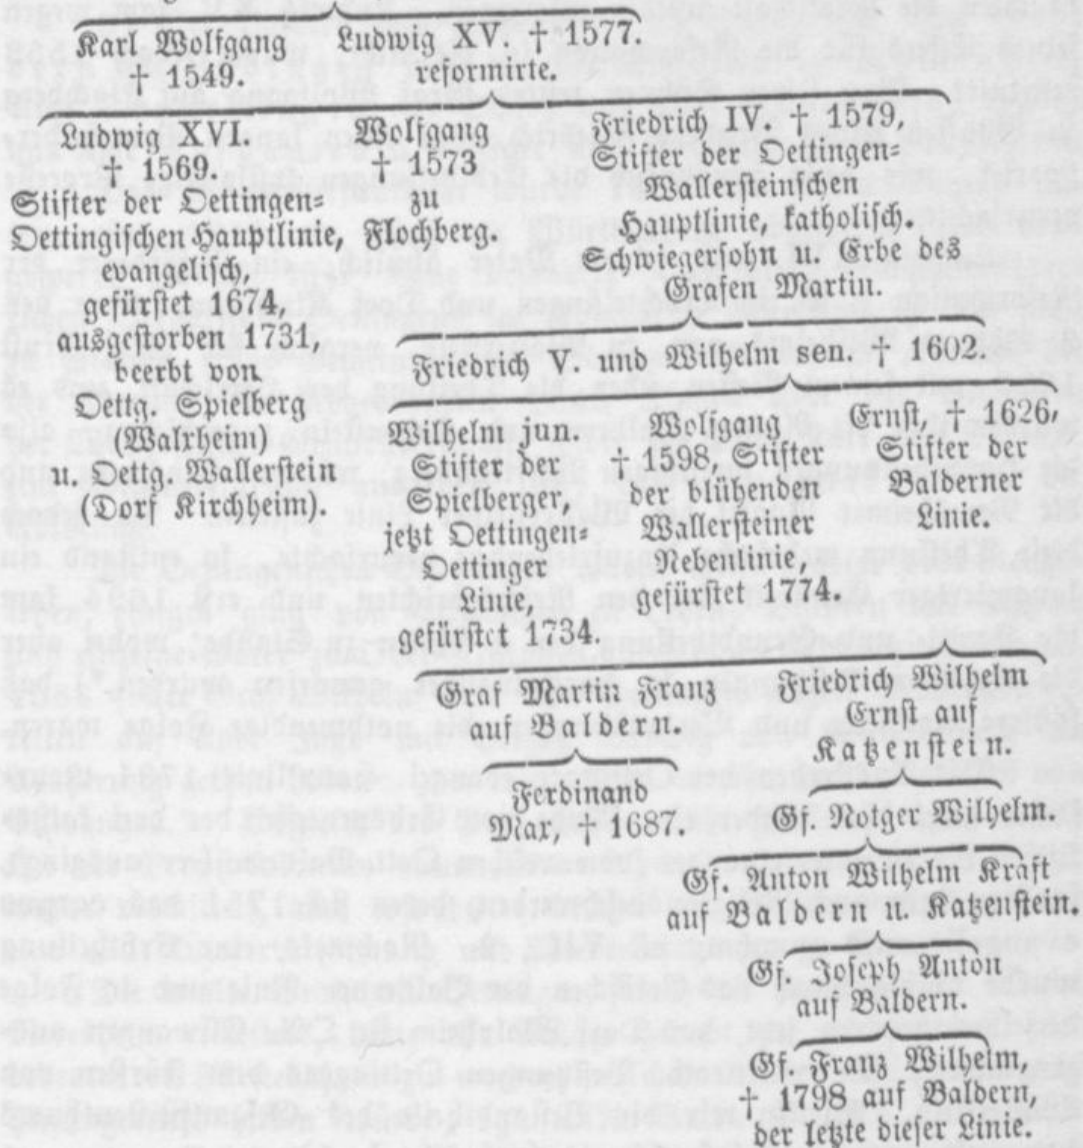 Karl Wolfgang
† 1549.
Ludwig XV. † 1577.
reformirte.
Ludwig XVI.
† 1569.
Stifter der Oettingen-
Oettingischen Hauptlinie,
evangelisch,
gefürstet 1674,
ausgestorben 1731,
beerbt von
Oettg. Spielberg
(Walxheim)
u. Oettg. Wallerstein
(Dorf Kirchheim).
Wolfgang
† 1573
zu
Flochberg.
Friedrich IV. † 1579,
Stifter der Oettingen-
Wallersteinschen
Hauptlinie, katholisch.
Schwiegersohn u. Erbe des
Grafen Martin.
Friedrich V. und Wilhelm sen. † 1602.
Wilhelm jun.
Stifter der
Spielberger,
jetzt Oettingen-
Oettinger
Linie,
gefürstet 1734.
Wolfgang
† 1598, Stifter
der blühenden
Wallersteiner
Nebenlinie,
gefürstet 1774.
Ernst, † 1626,
Stifter der
Balderner
Linie.
Graf Martin Franz
auf Baldern.
Friedrich Wilhelm
Ernst auf
Katzenstein.
Ferdinand
Max, † 1687.
Gf. Notger Wilhelm.
Gf. Anton Wilhelm Kraft
auf Baldern u. Katzenstein.
Gf. Joseph Anton
auf Baldern.
Gf. Franz Wilhelm,
† 1798 auf Baldern,
der letzte dieser Linie.